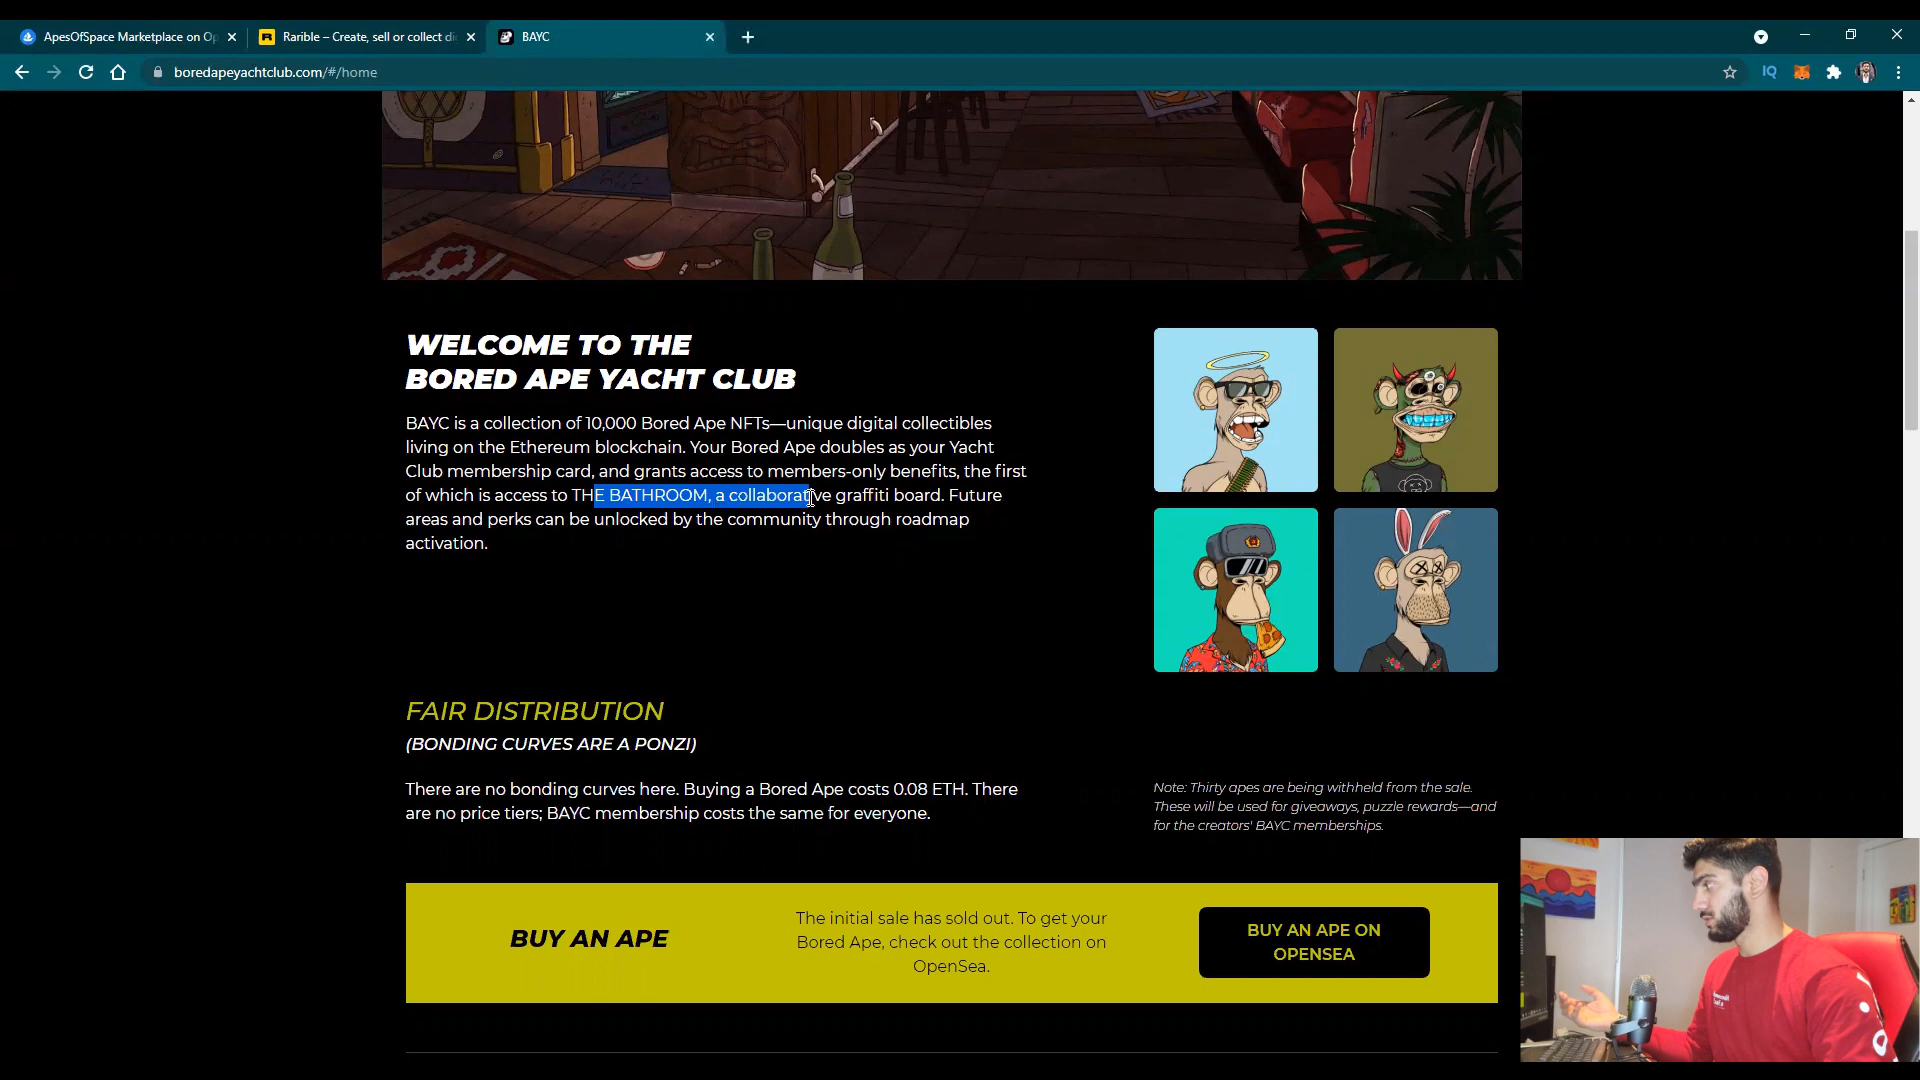 ApesOfSpace Marketplace on Op
Rarible – Create, sell or collect di
BAYC
boredapeyachtclub.com/#/home
IQ
WELCOME TO THE
BORED APE YACHT CLUB
BAYC is a collection of 10,000 Bored Ape NFTs—unique digital collectibles
living on the Ethereum blockchain. Your Bored Ape doubles as your Yacht
Club membership card, and grants access to members-only benefits, the first
of which is access to THE BATHROOM, a collaborative graffiti board. Future
areas and perks can be unlocked by the community through roadmap
activation.
FAIR DISTRIBUTION
(BONDING CURVES ARE A PONZI)
There are no bonding curves here. Buying a Bored Ape costs 0.08 ETH. There
are no price tiers; BAYC membership costs the same for everyone.
Note: Thirty apes are being withheld from the sale.
These will be used for giveaways, puzzle rewards—and
for the creators' BAYC memberships.
BUY AN APE
The initial sale has sold out. To get your
Bored Ape, check out the collection on
OpenSea.
BUY AN APE ON
OPENSEA